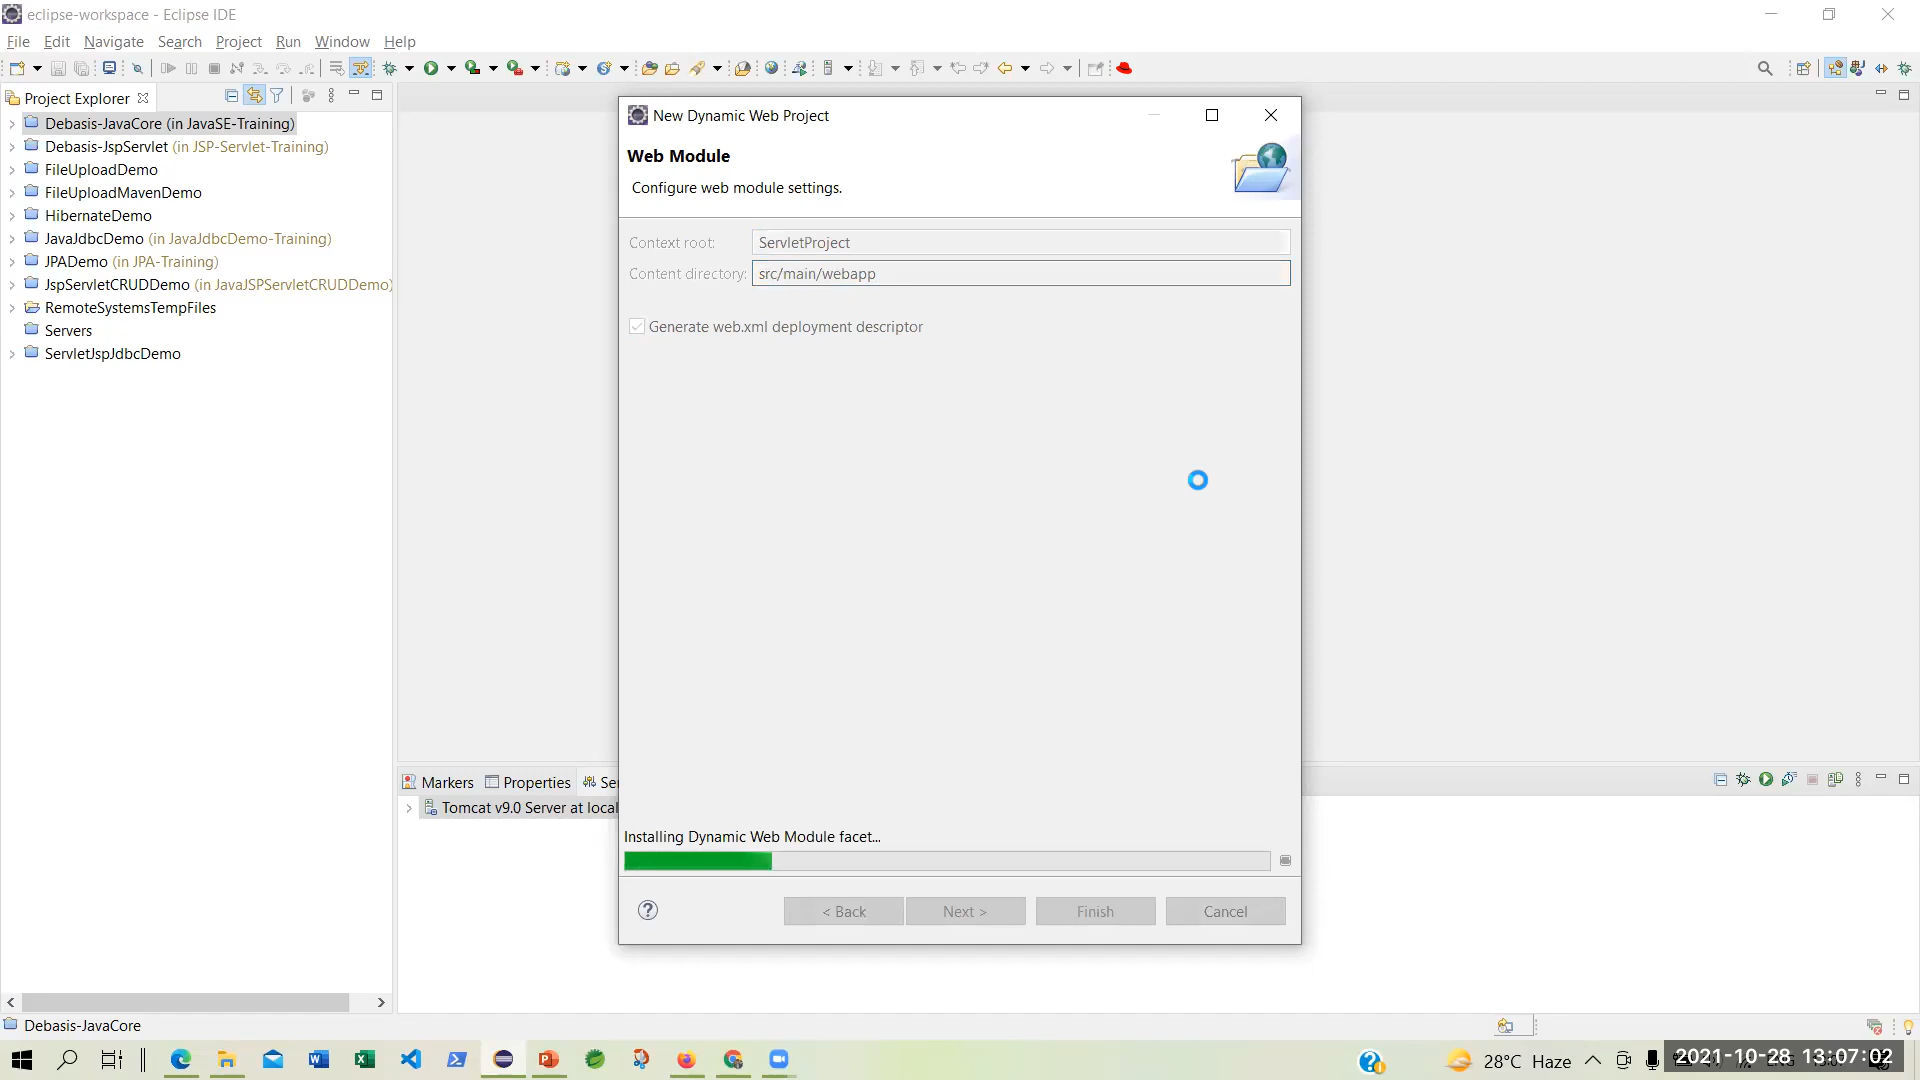 eclipse-workspace - Eclipse IDE
File Edit Navigate Search Project Run Window Help
Project Explorer
Debasis-JavaCore (in JavaSE-Training)
Debasis-JspServlet (in JSP-Servlet-Training)
FileUploadDemo
FileUploadMavenDemo
HibernateDemo
JavaJdbcDemo (in JavaJdbcDemo-Training)
JPADemo (in JPA-Training)
JspServletCRUDDemo (in JavaJSPServletCRUDDemo)
RemoteSystemsTempFiles
Servers
ServletJspJdbcDemo
New Dynamic Web Project
Web Module
Configure web module settings.
Context root: ServletProject
Content directory: src/main/webapp
Generate web.xml deployment descriptor
Installing Dynamic Web Module facet...
< Back Next > Finish Cancel
Markers Properties Se
Tomcat v9.0 Server at local
Debasis-JavaCore
28°C Haze
2021-10-28 13:07:02